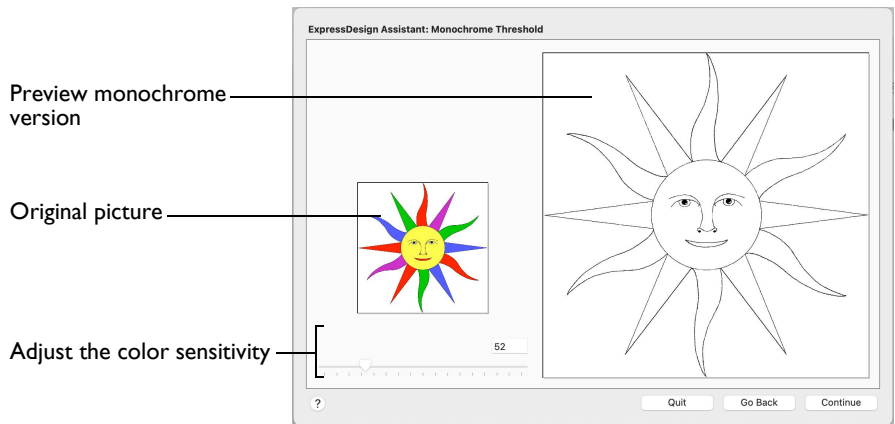 ExpressDesign Assistant: Monochrome Threshold
Preview monochrome
version
Original picture
Adjust the color sensitivity
52
?
Quit
Go Back
Continue